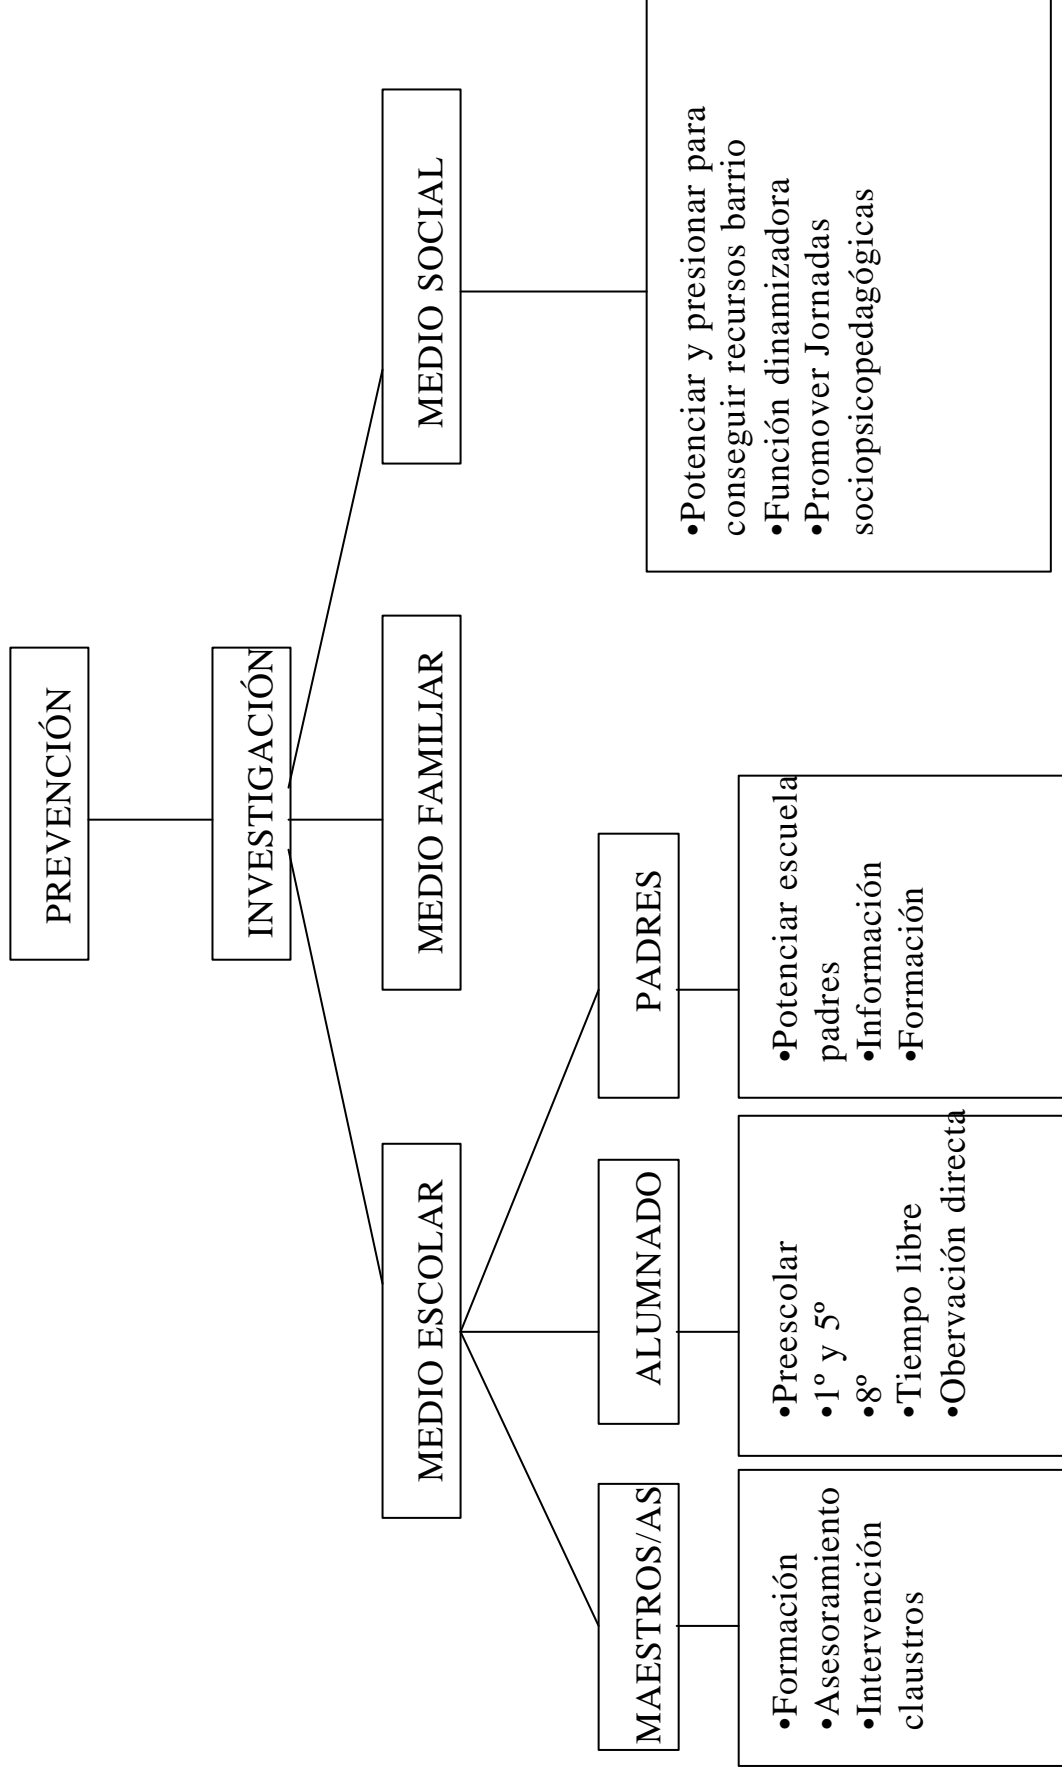 PREVENCIÓN
INVESTIGACIÓN
MEDIO ESCOLAR
MEDIO FAMILIAR
MEDIO SOCIAL
MAESTROS/AS
ALUMNADO
PADRES
•Formación
•Asesoramiento
•Intervención
claustros
•Preescolar
•1º y 5º
•8º
•Tiempo libre
•Obervación directa
•Potenciar escuela
padres
•Información
•Formación
•Potenciar y presionar para
conseguir recursos barrio
•Función dinamizadora
•Promover Jornadas
sociopsicopedagógicas